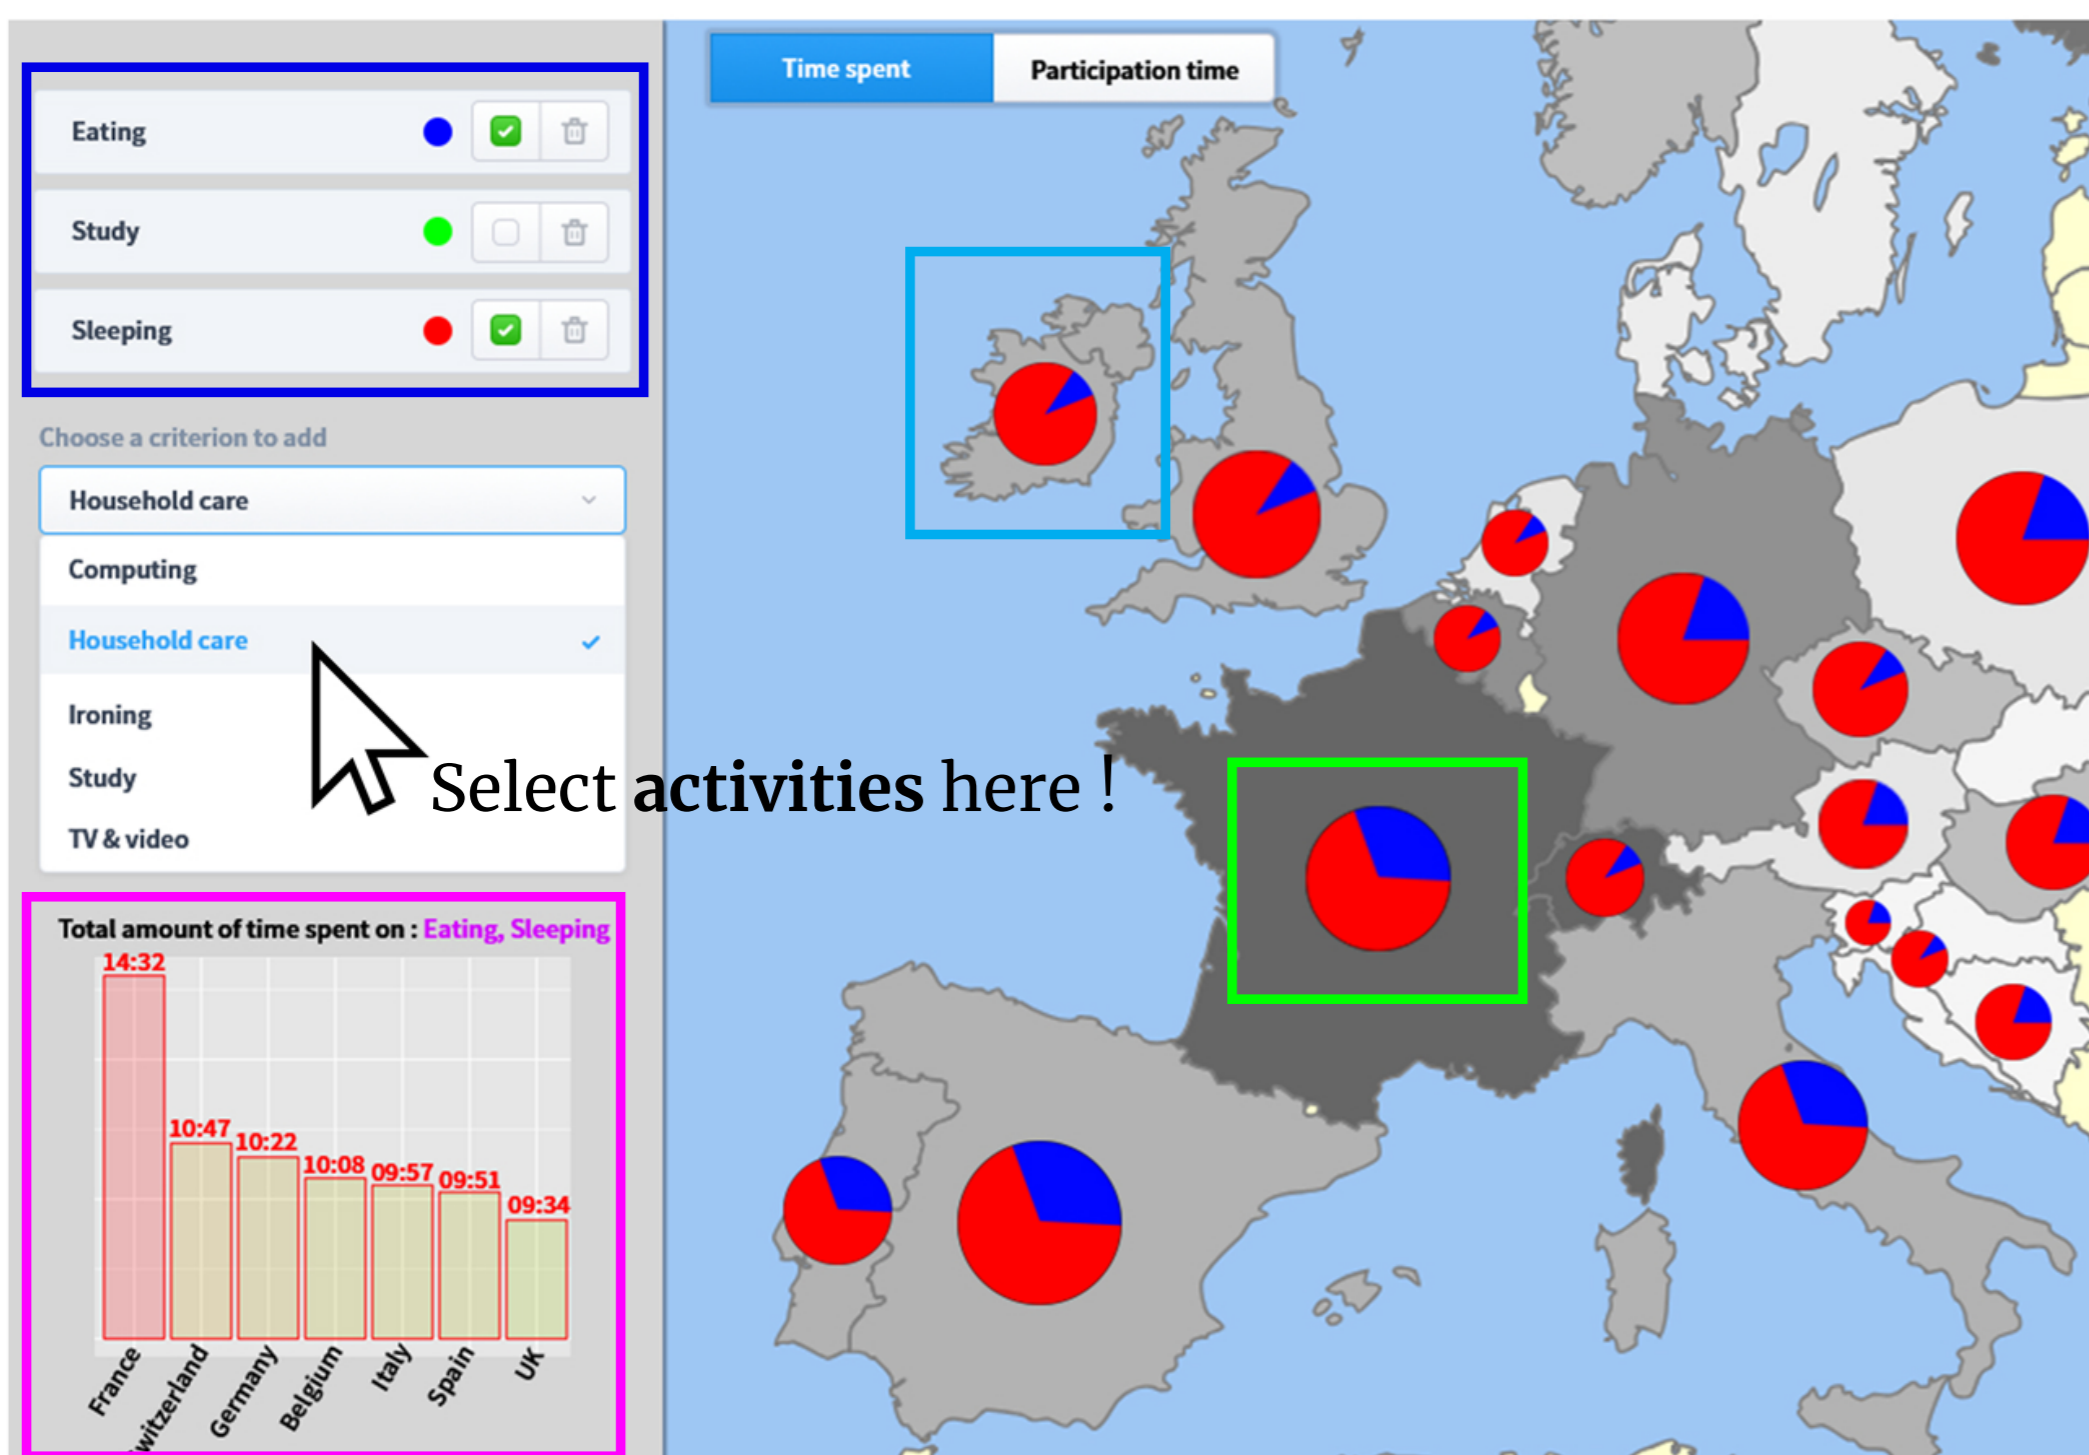 Time spent
Participation time
Eating
Study
Sleeping
Choose a criterion to add
Household care
Computing
Household care
Ironing
Study
TV & video
Select activities here !
Total amount of time spent on : Eating, Sleeping
14:32
10:47
10:22
10:08
09:57
09:51
09:34
France
witzerland
Germany
Belgium
Italy
Spain
UK